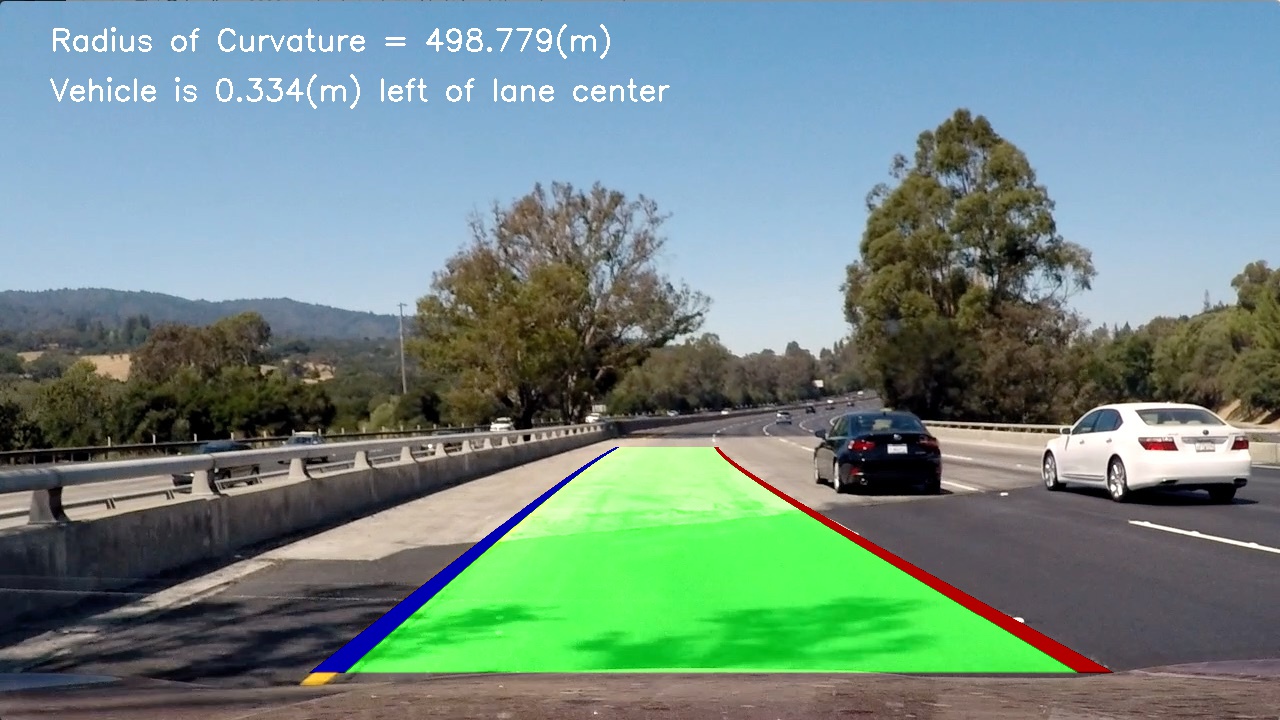 Radius of Curvature = 498.779(m)
Vehicle is 0.334(m) left of lane center